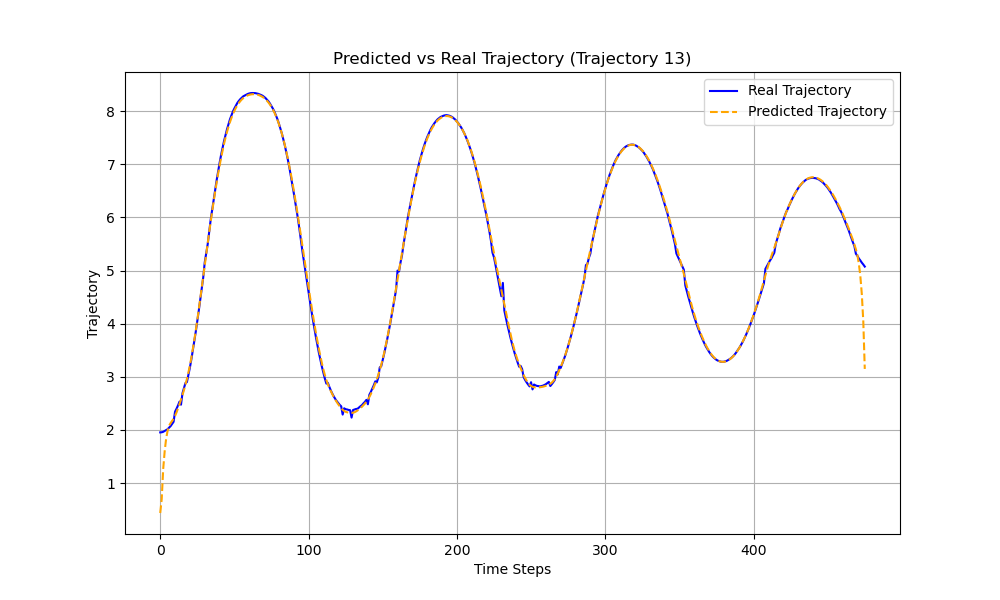 Predicted vs Real Trajectory (Trajectory 13)
Real Trajectory
Predicted Trajectory
8
7
6
5
4
3
2
1
Trajectory
0 100 200 300 400
Time Steps